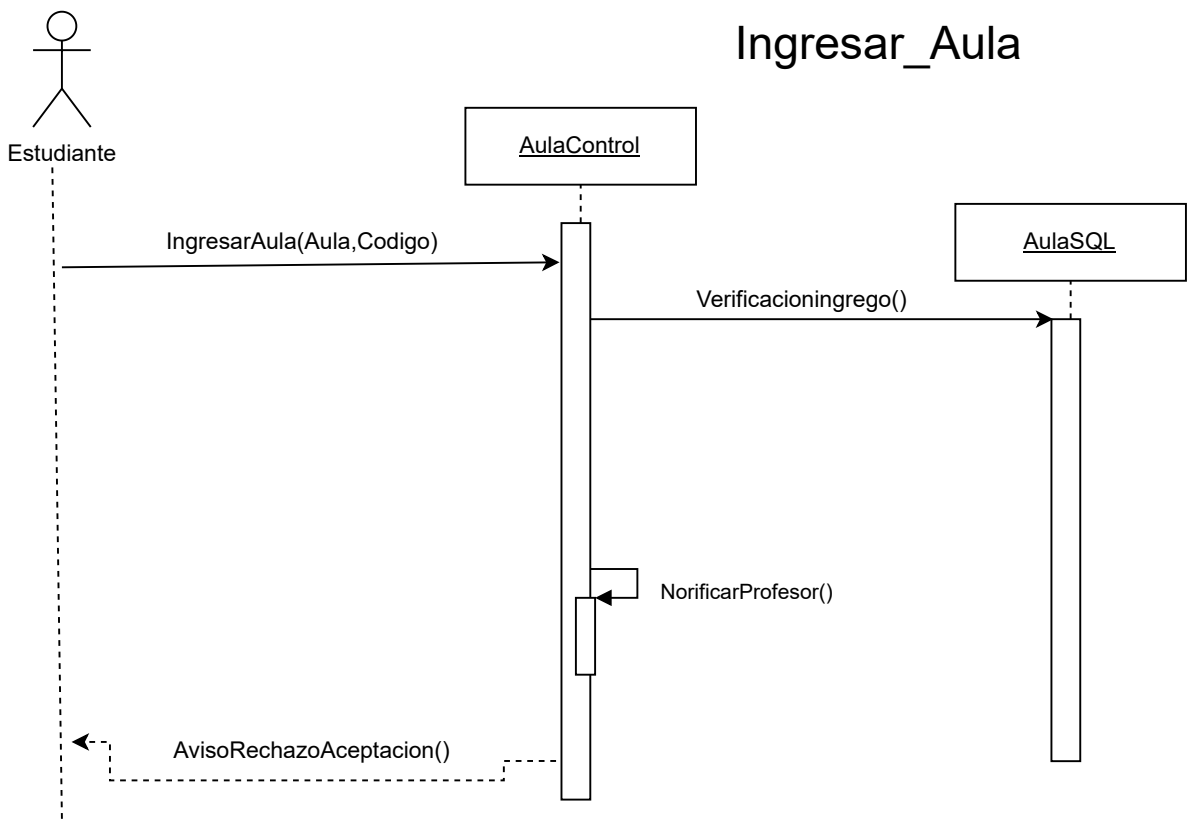 Ingresar_Aula
Estudiante
AulaControl
AulaSQL
IngresarAula(Aula,Codigo)
Verificacioningrego()
NorificarProfesor()
AvisoRechazoAceptacion()